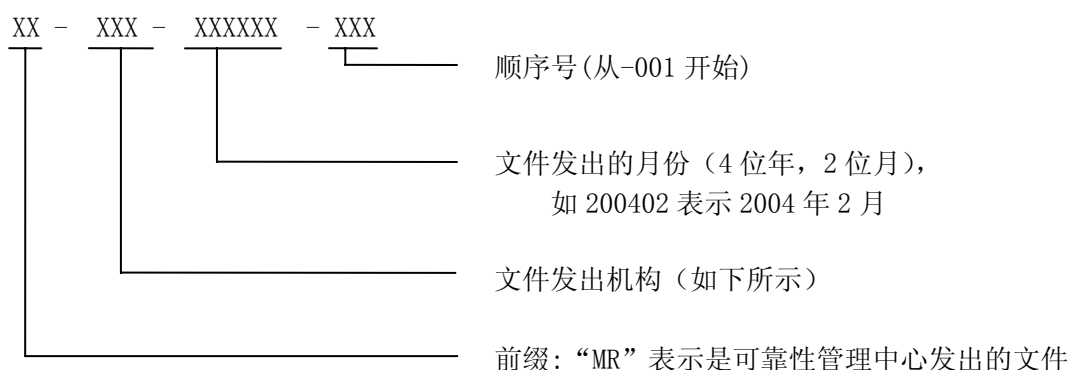 XX - XXX - XXXXXX - XXX
顺序号(从-001 开始)
文件发出的月份（4 位年，2 位月），
如 200402 表示 2004 年 2 月
文件发出机构（如下所示）
前缀:“MR”表示是可靠性管理中心发出的文件